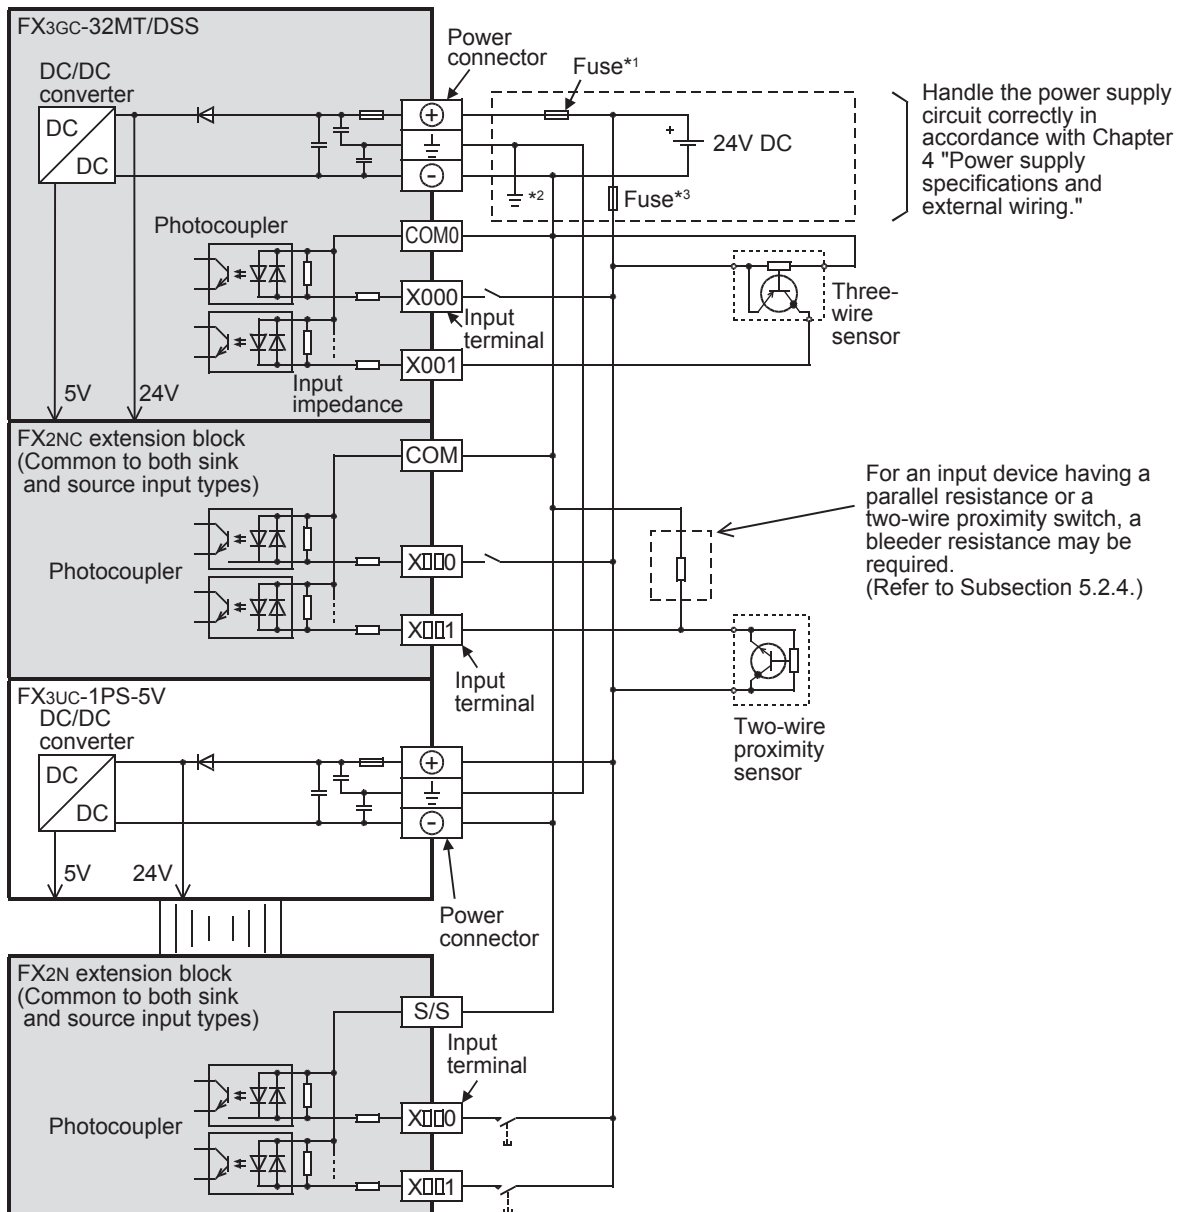 FX3GC-32MT/DSS
Power
connector
Fuse*1
DC/DC
converter
DC
DC
+
24V DC
*2
Fuse*3
Handle the power supply
circuit correctly in
accordance with Chapter
4 "Power supply
specifications and
external wiring."
Photocoupler
COM0
X000
Input
terminal
X001
Three-
wire
sensor
Input
impedance
5V
24V
FX2NC extension block
(Common to both sink
and source input types)
COM
Photocoupler
X□□0
X□□1
Input
terminal
For an input device having a
parallel resistance or a
two-wire proximity switch, a
bleeder resistance may be
required.
(Refer to Subsection 5.2.4.)
Two-wire
proximity
sensor
FX3UC-1PS-5V
DC/DC
converter
DC
DC
5V
24V
Power
connector
FX2N extension block
(Common to both sink
and source input types)
S/S
Input
terminal
Photocoupler
X□□0
X□□1